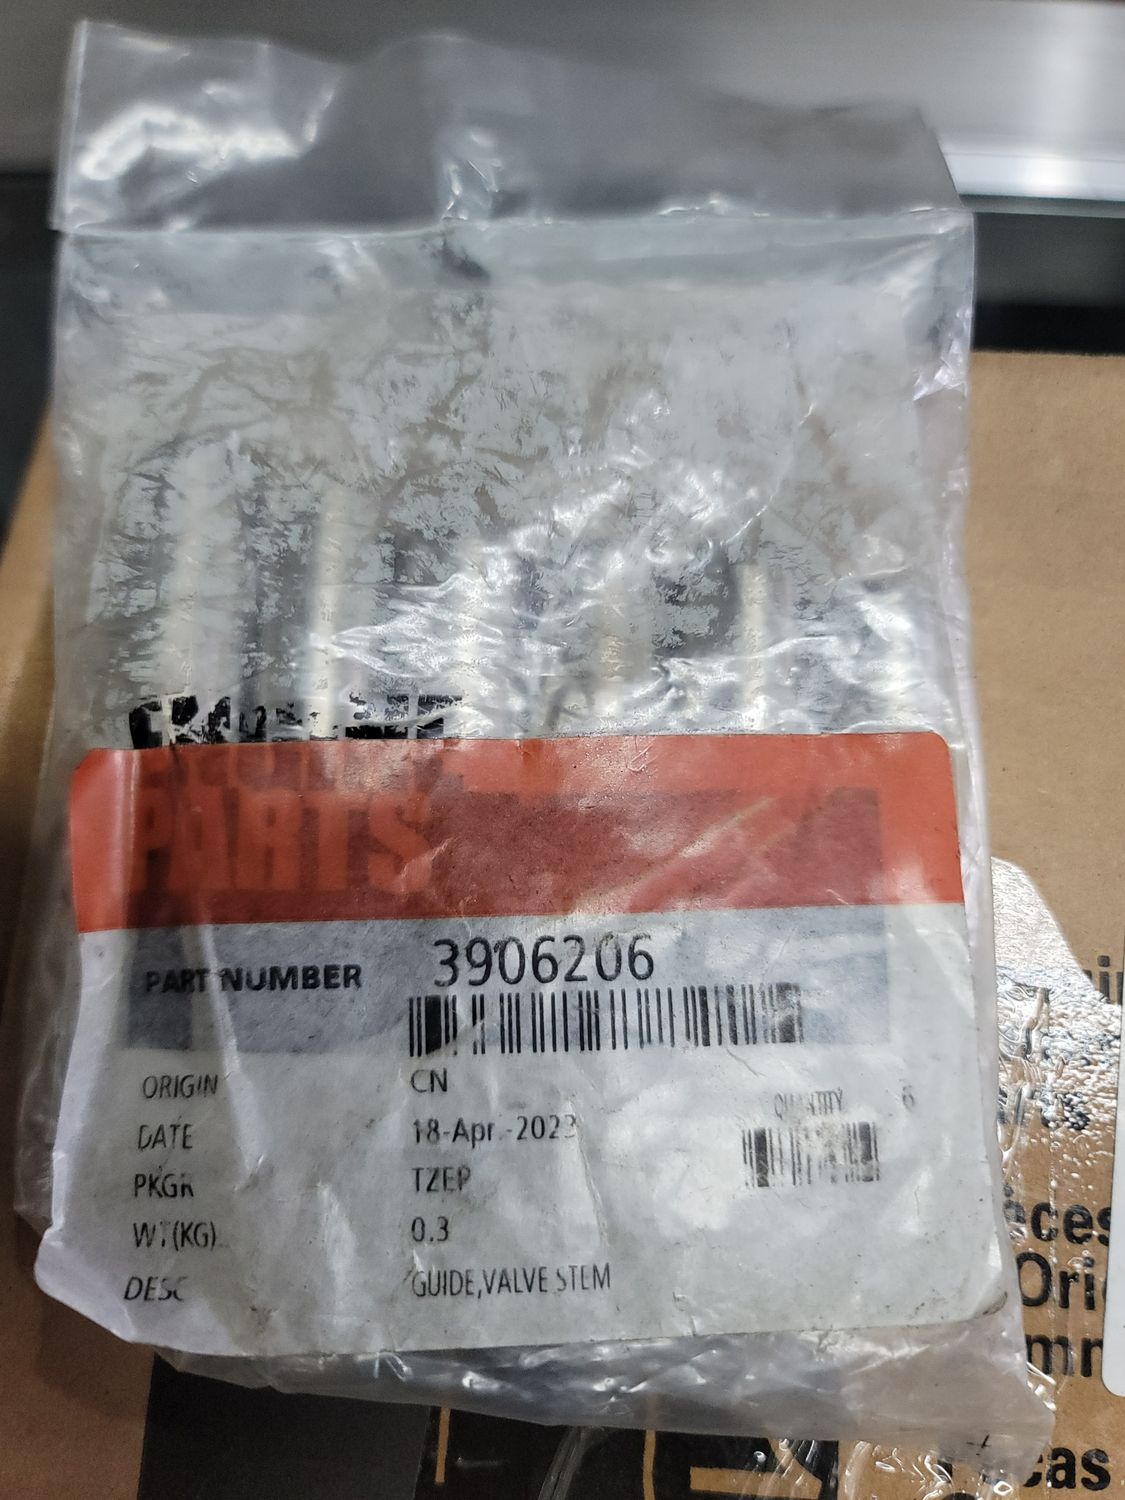 PARTS
PART NUMBER 3906206
ORIGIN CN
DATE 18-Apr.-2023
PKGR TZEP
WT(KG) 0.3
DESC GUIDE,VALVE STEM
QUANTITY 6